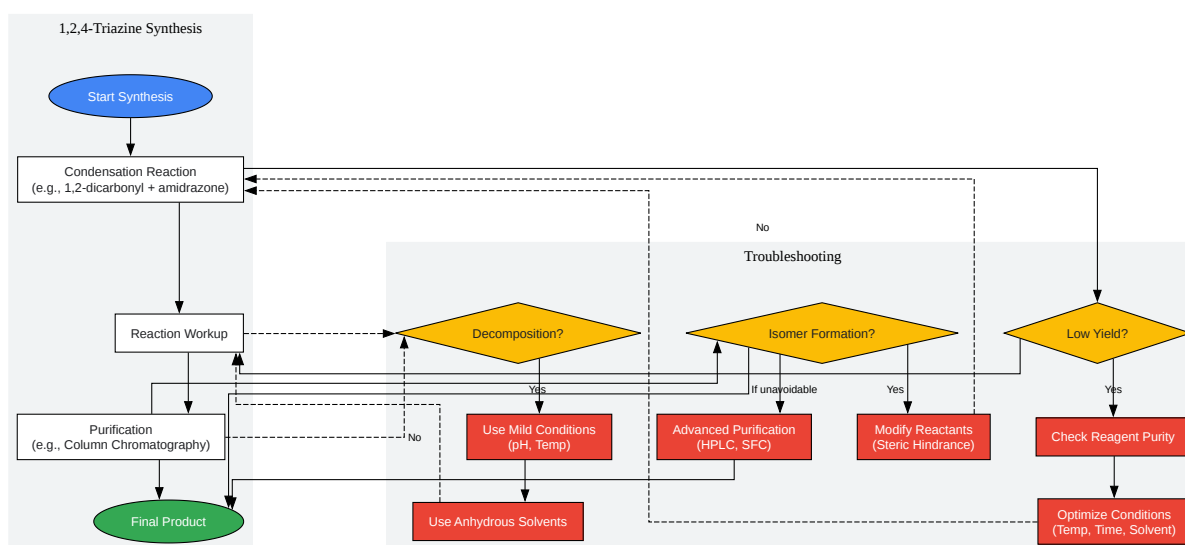 1,2,4-Triazine Synthesis
Start Synthesis
Condensation Reaction
(e.g., 1,2-dicarbonyl + amidrazone)
No
Troubleshooting
Reaction Workup
Decomposition?
Isomer Formation?
Low Yield?
Yes
If unavoidable
Yes
Yes
Purification
(e.g., Column Chromatography)
No
Use Mild Conditions
(pH, Temp)
Advanced Purification
(HPLC, SFC)
Modify Reactants
(Steric Hindrance)
Check Reagent Purity
Final Product
Use Anhydrous Solvents
Optimize Conditions
(Temp, Time, Solvent)